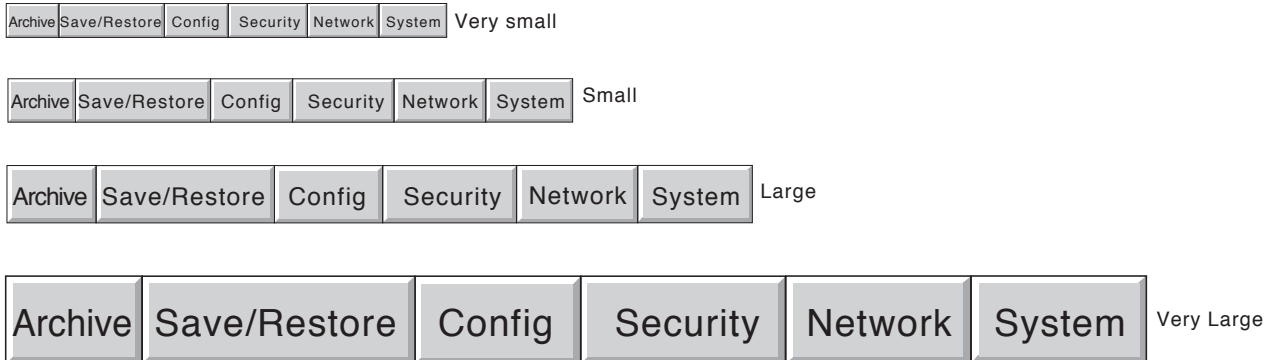 Archive Save/Restore Config Security Network System Very small
Archive Save/Restore Config Security Network System Small
Archive Save/Restore Config Security Network System Large
Archive Save/Restore Config Security Network System Very Large